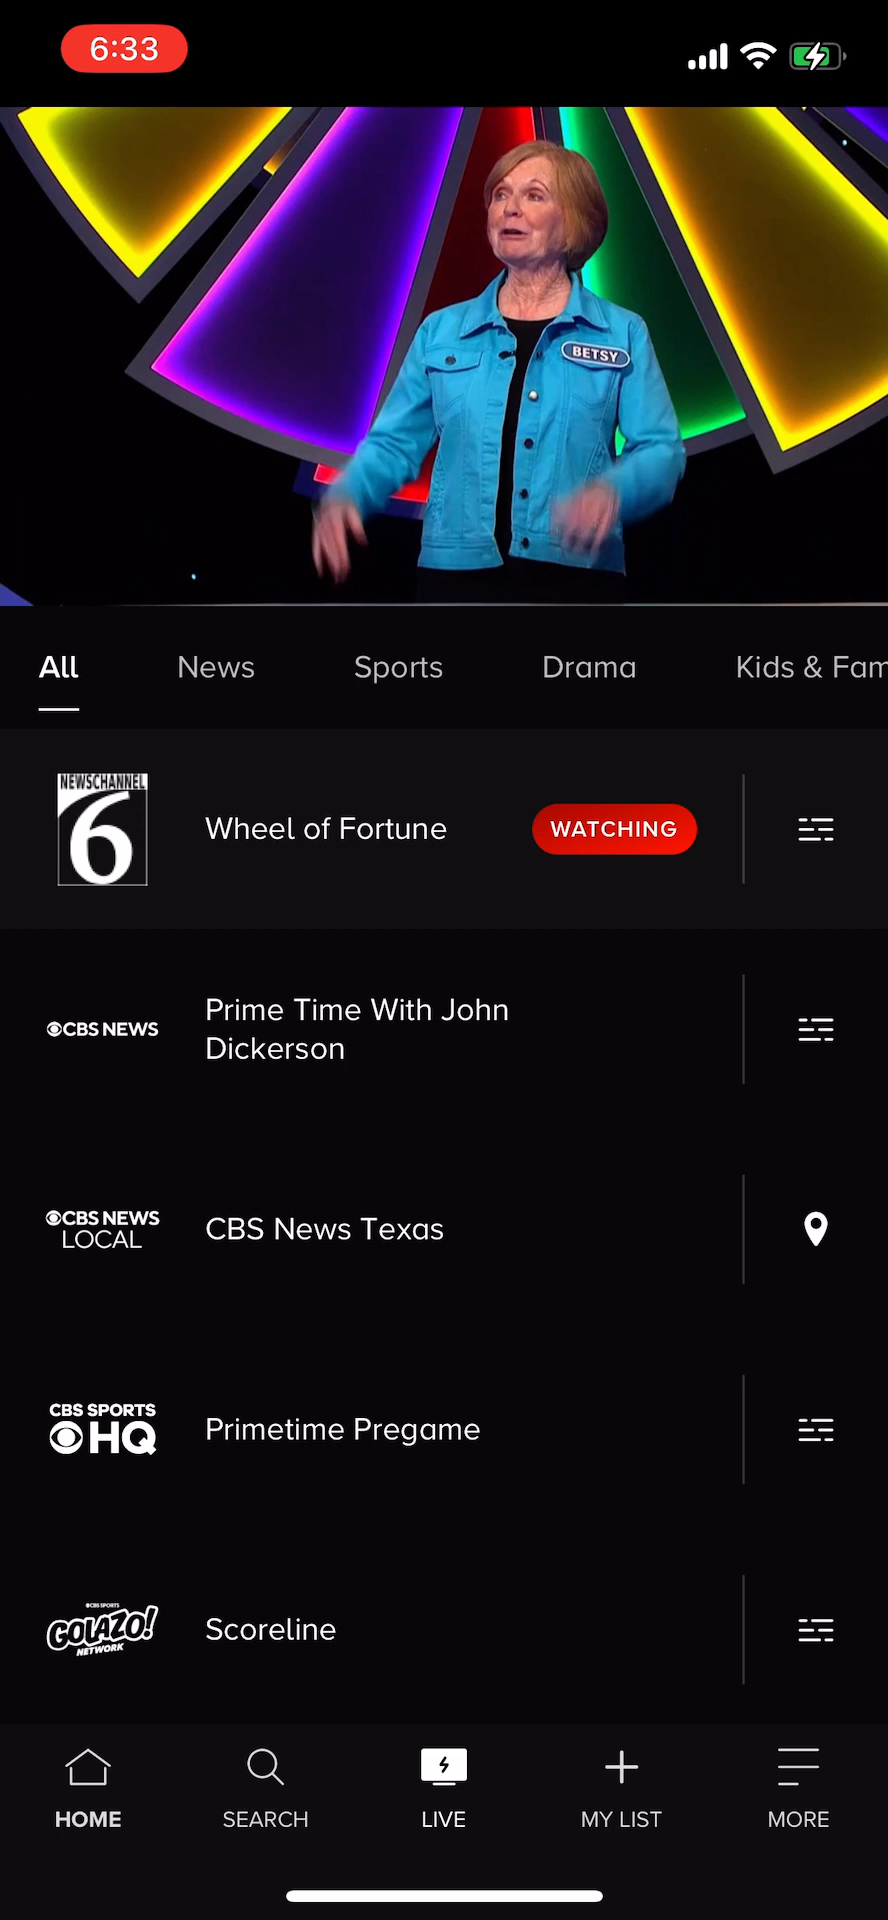 6:33
BETSY
All
News
Sports
Drama
Kids & Fam
NEWSCHANNEL
6
Wheel of Fortune
WATCHING
CBS NEWS
Prime Time With John
Dickerson
CBS NEWS
LOCAL
CBS News Texas
CBS SPORTS
HQ
Primetime Pregame
CBS SPORTS
GOLAZO!
NETWORK
Scoreline
HOME
SEARCH
LIVE
MY LIST
MORE